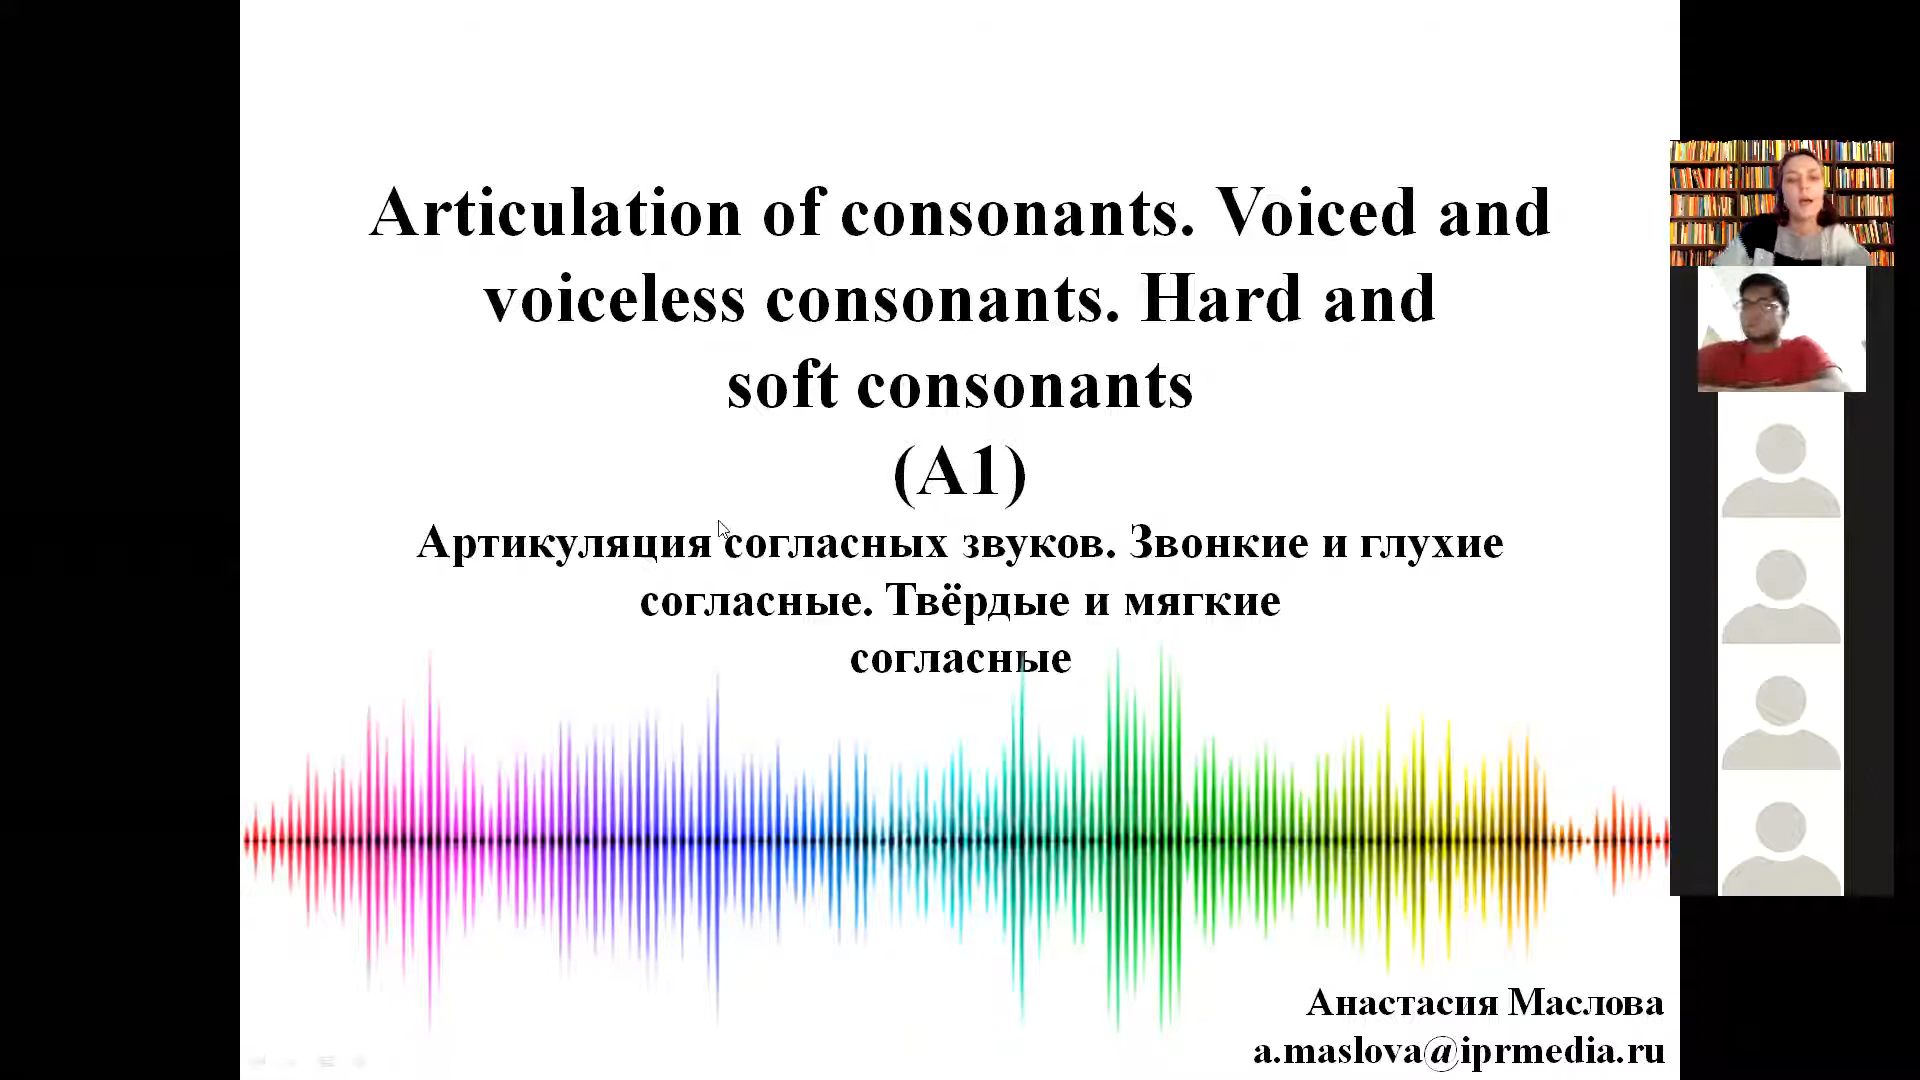 Articulation of consonants. Voiced and
voiceless consonants. Hard and
soft consonants
(A1)
Артикуляция согласных звуков. Звонкие и глухие
согласные. Твёрдые и мягкие
согласные
Анастасия Маслова
a.maslova@iprmedia.ru